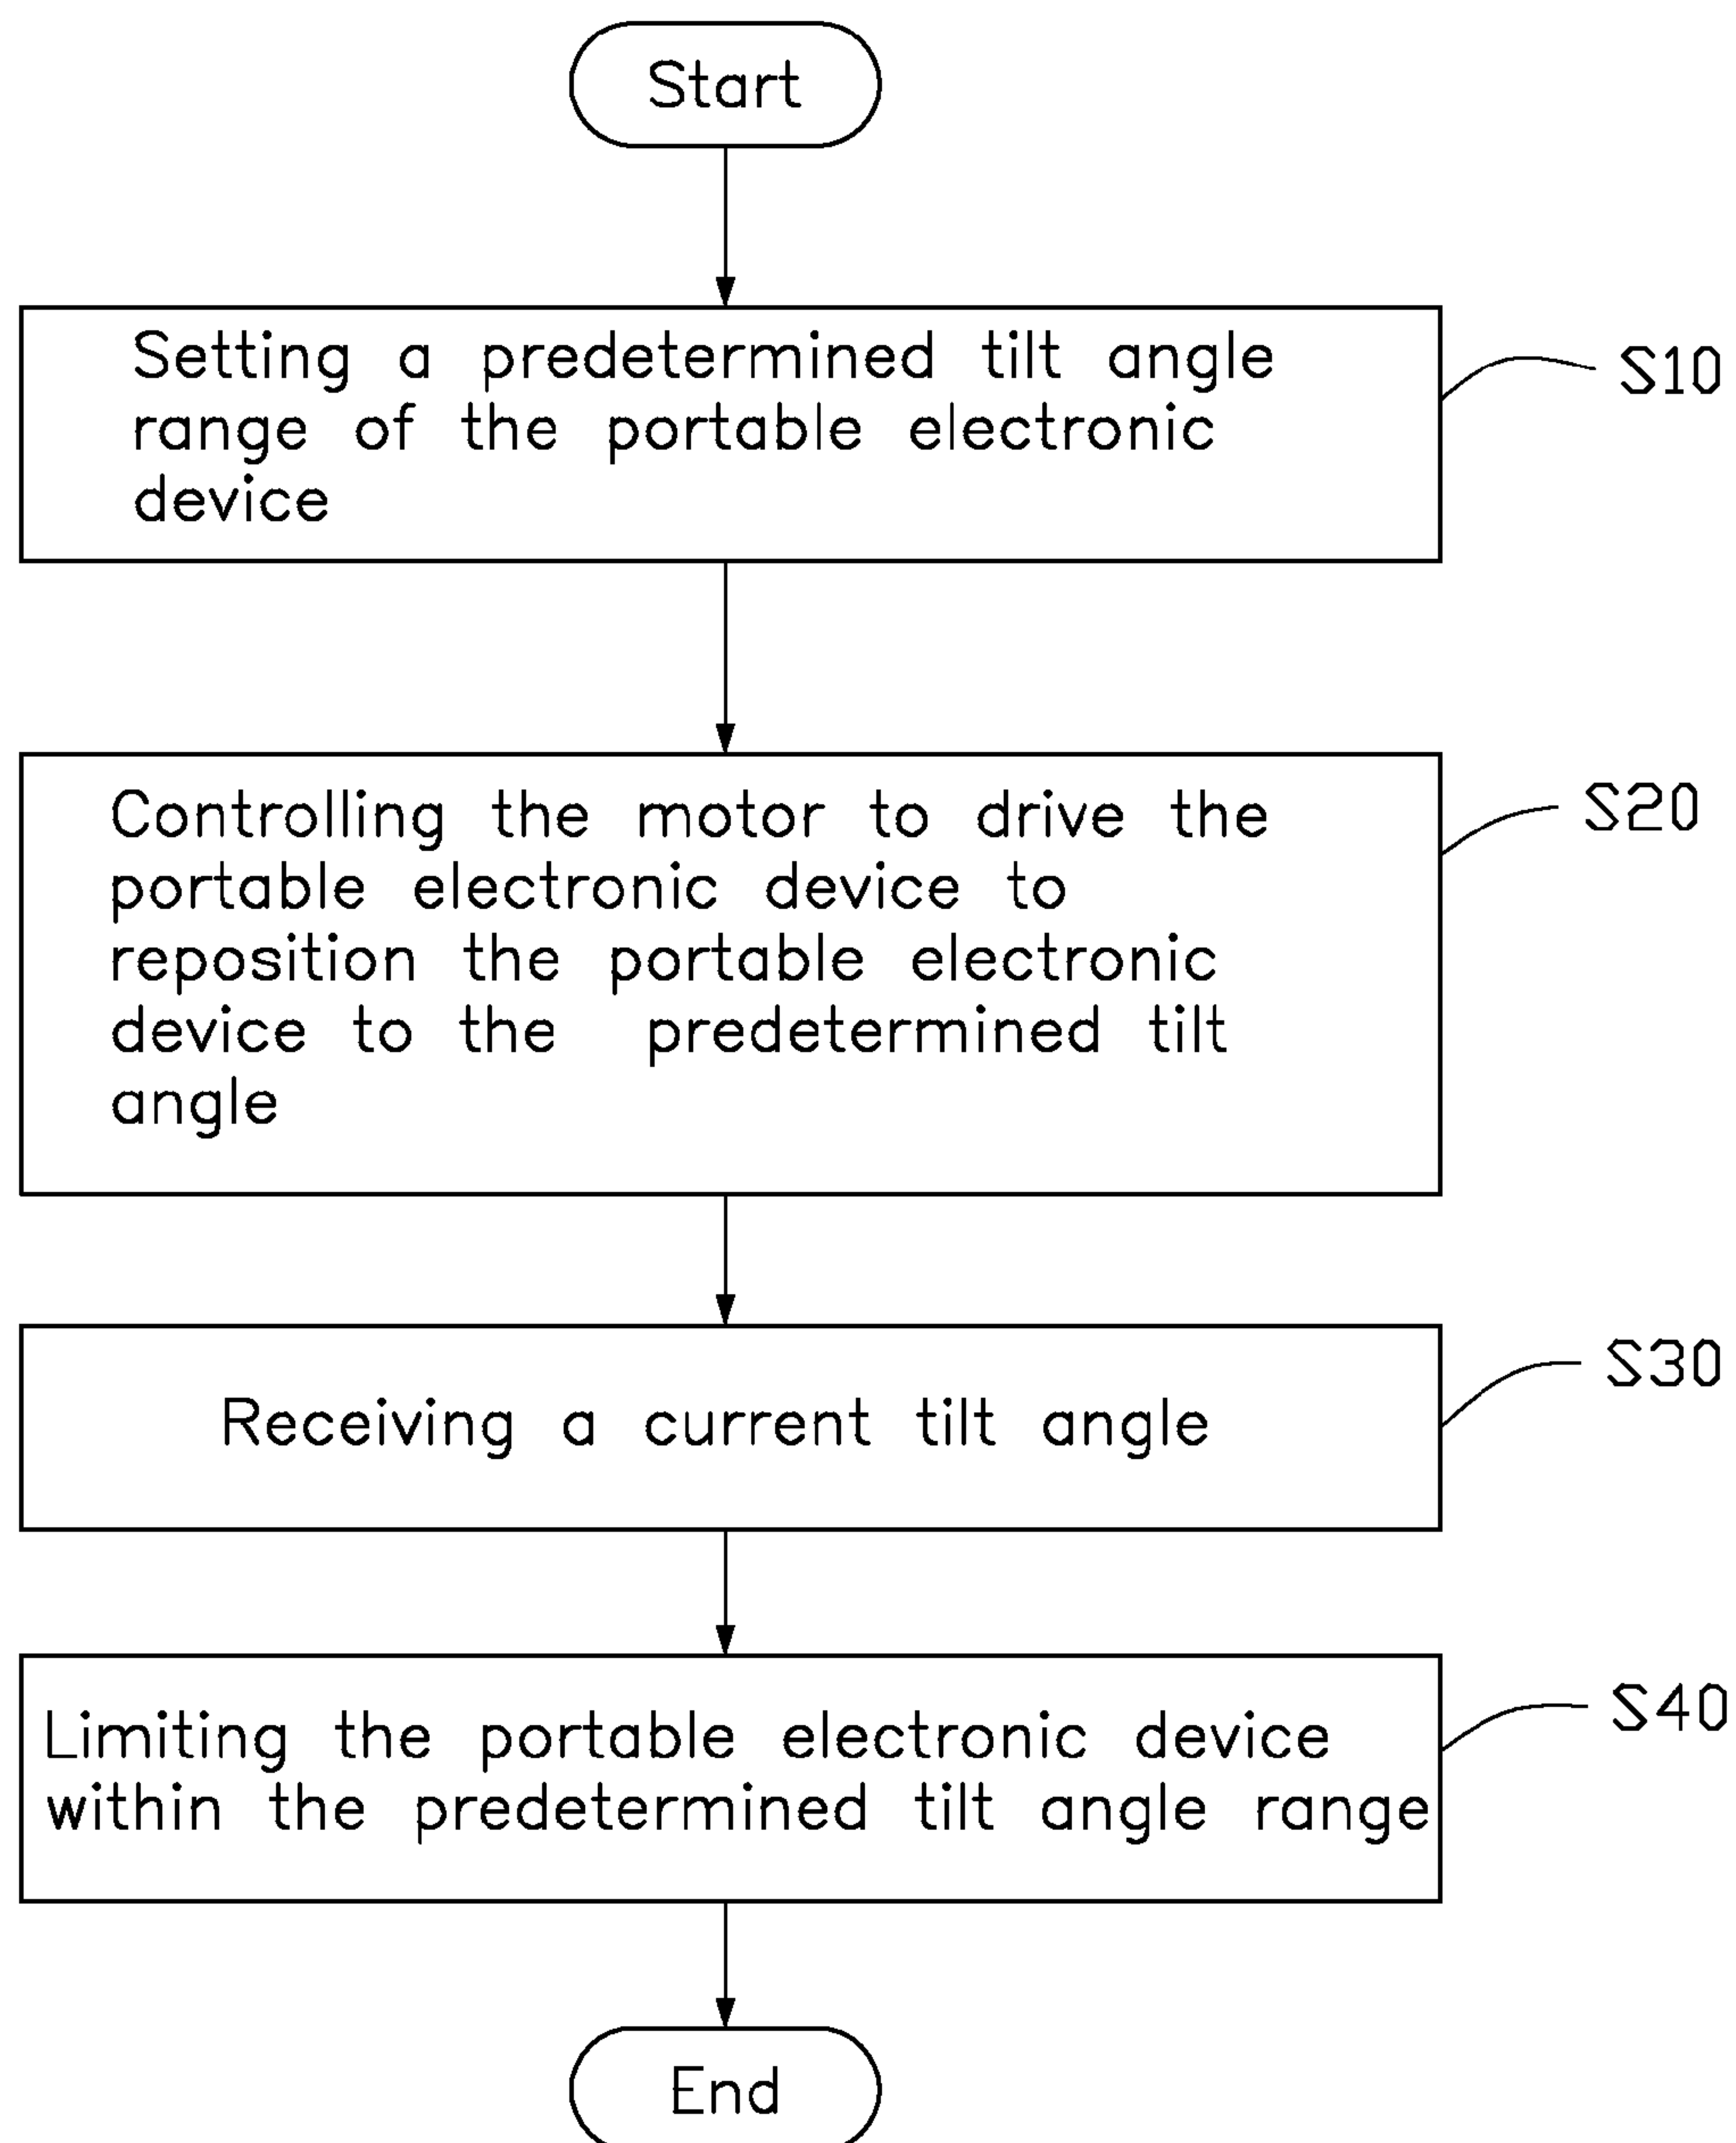 Start
Setting a predetermined tilt angle
range of the portable electronic
device
S10
Controlling the motor to drive the
portable electronic device to
reposition the portable electronic
device to the predetermined tilt
angle
S20
Receiving a current tilt angle
S30
Limiting the portable electronic device
within the predetermined tilt angle range
S40
End